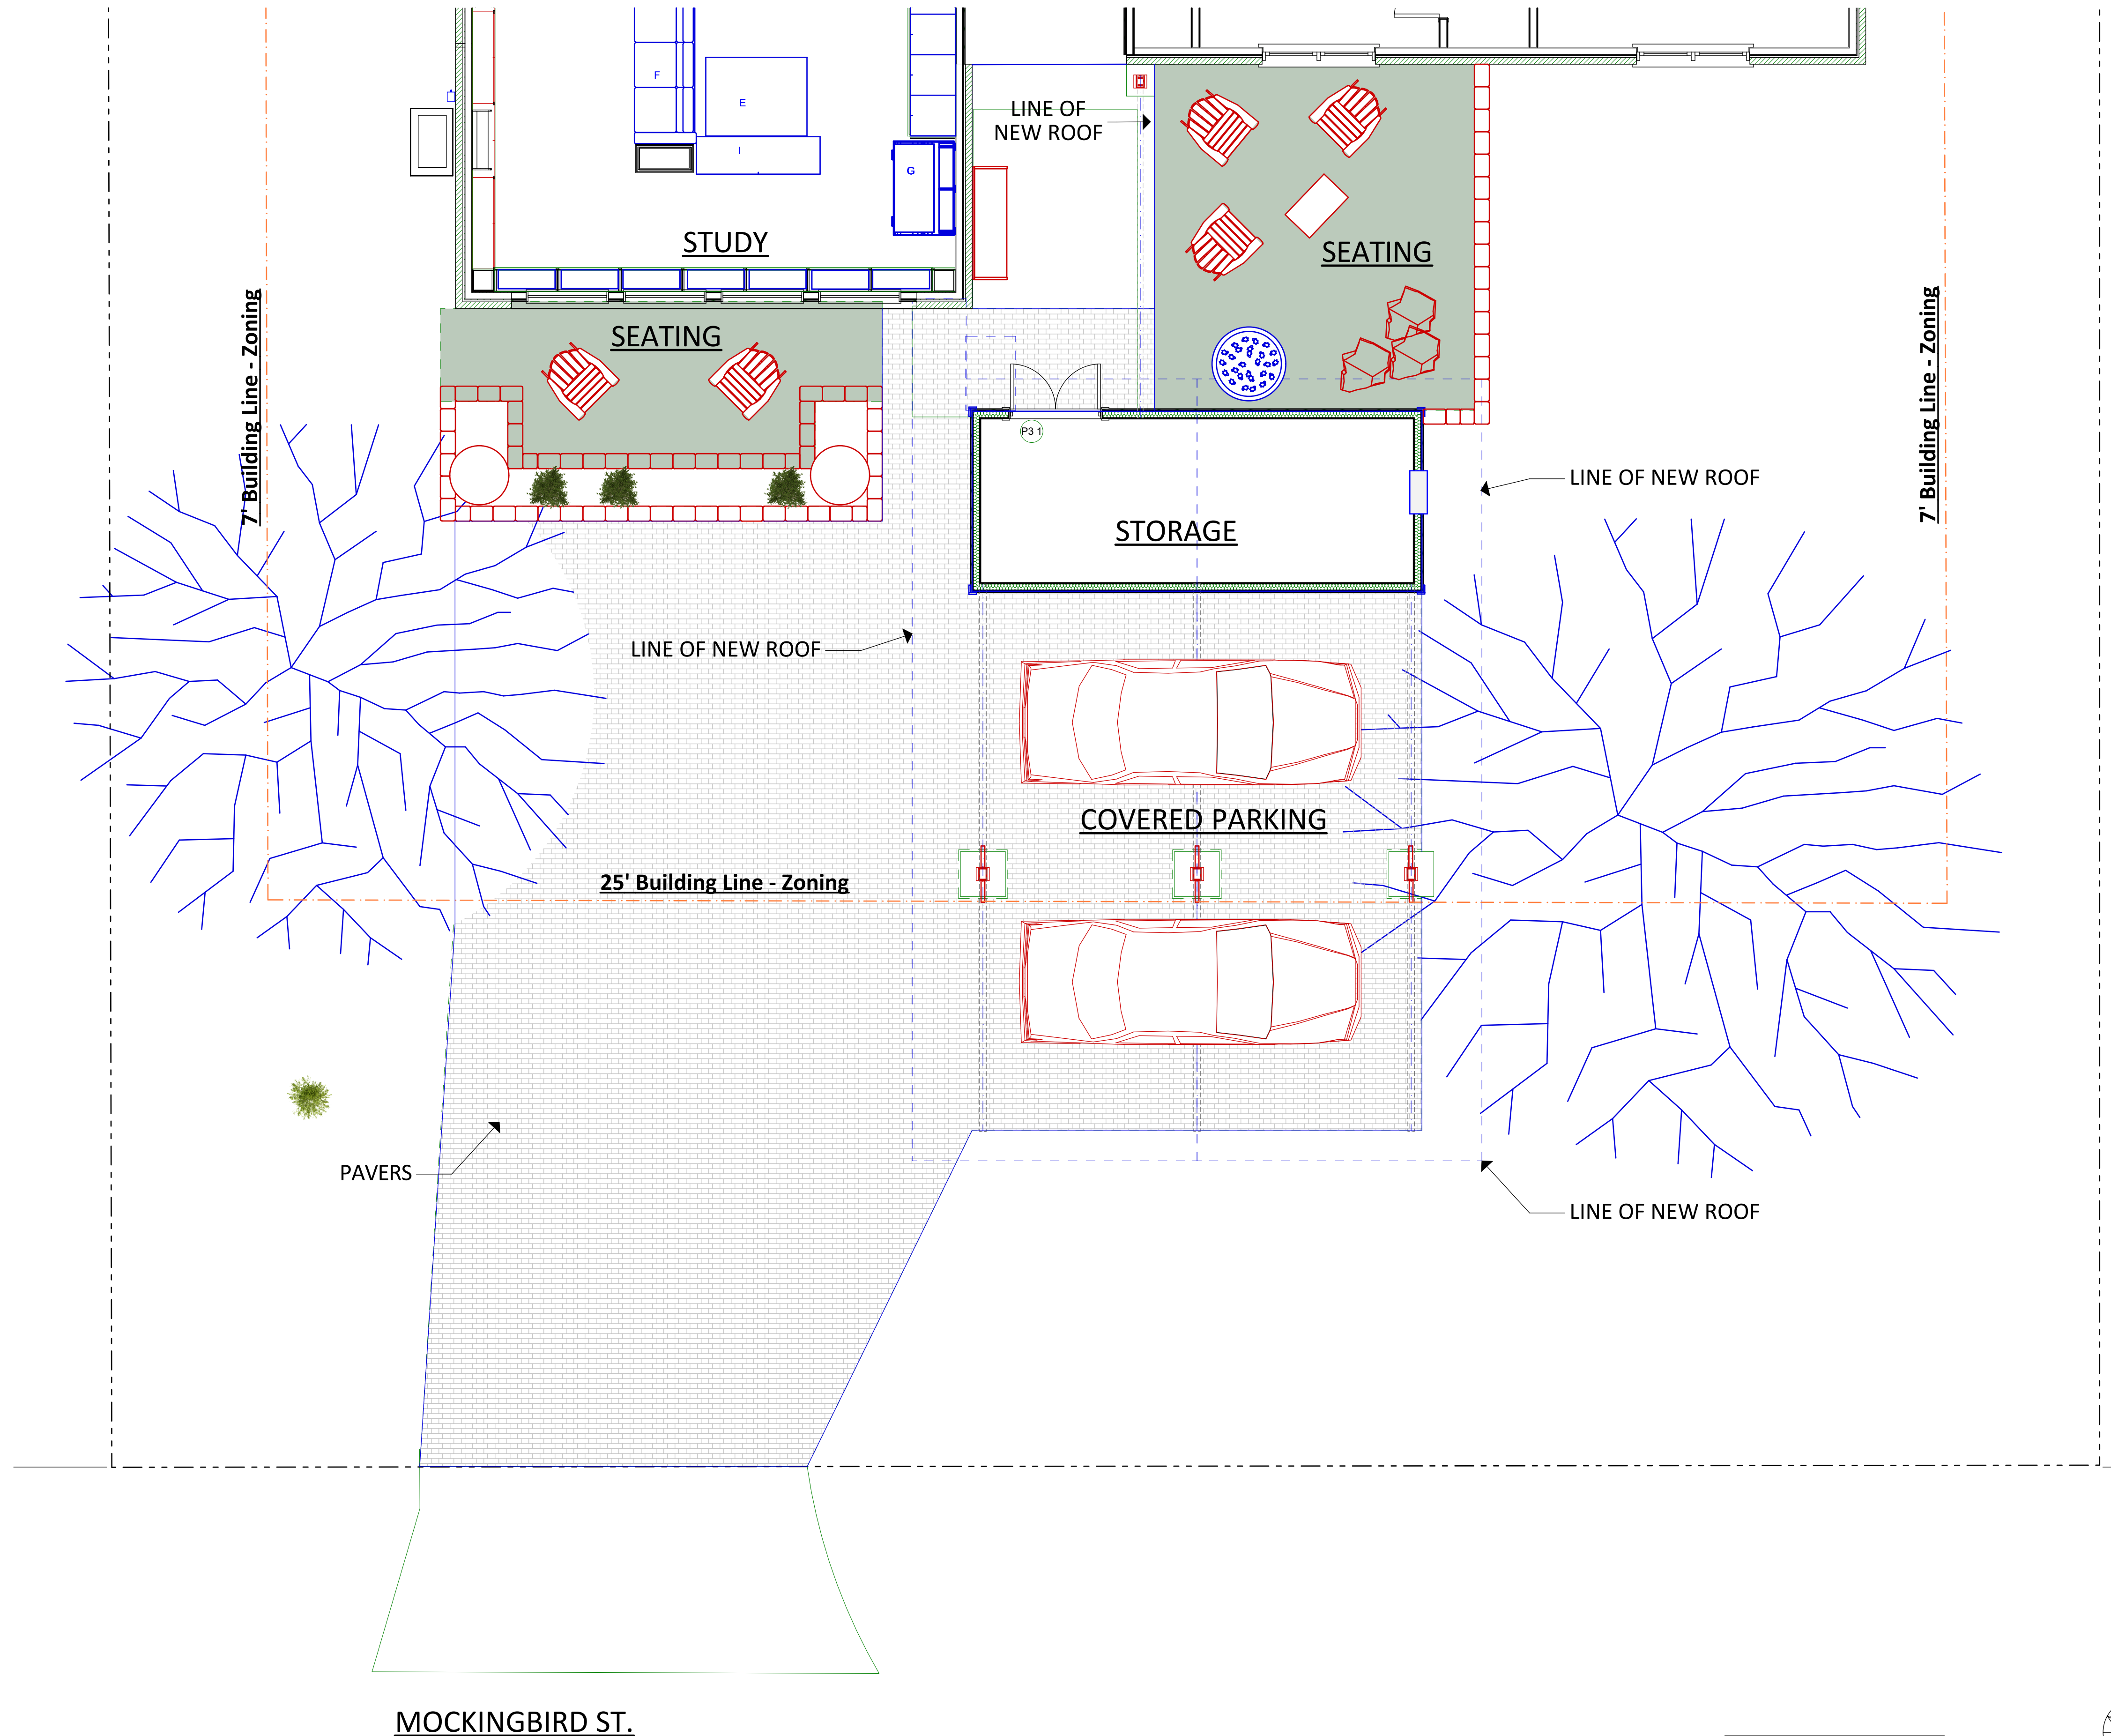 F
E
I
G
LINE OF
NEW ROOF
STUDY
SEATING
SEATING
7' Building Line - Zoning
7' Building Line - Zoning
P3 1
LINE OF NEW ROOF
STORAGE
LINE OF NEW ROOF
COVERED PARKING
25' Building Line - Zoning
PAVERS
LINE OF NEW ROOF
MOCKINGBIRD ST.